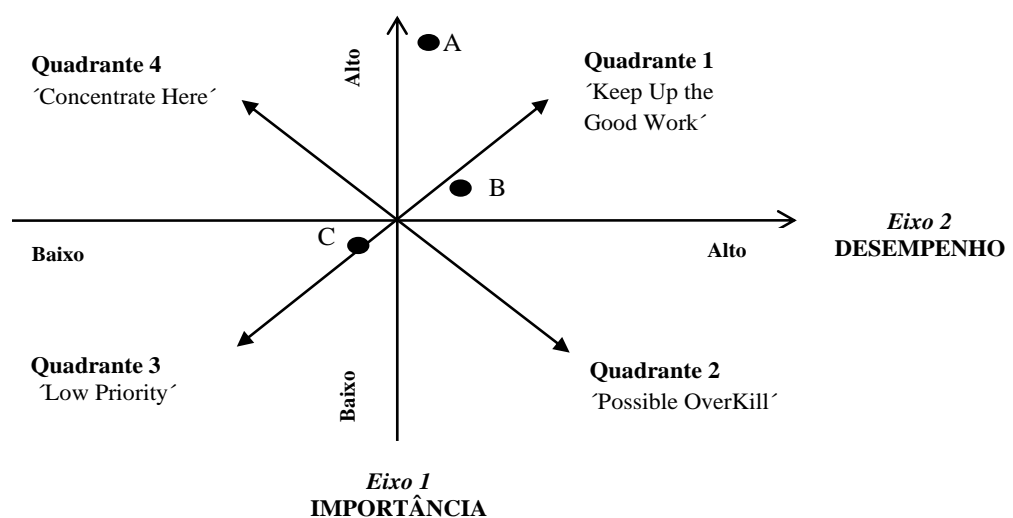 A
Alto
Quadrante 4
´Concentrate Here´
Quadrante 1
´Keep Up the
Good Work´
B
C
Baixo
Alto
Eixo 2
DESEMPENHO
Quadrante 3
´Low Priority´
Baixo
Quadrante 2
´Possible OverKill´
Eixo 1
IMPORTÂNCIA